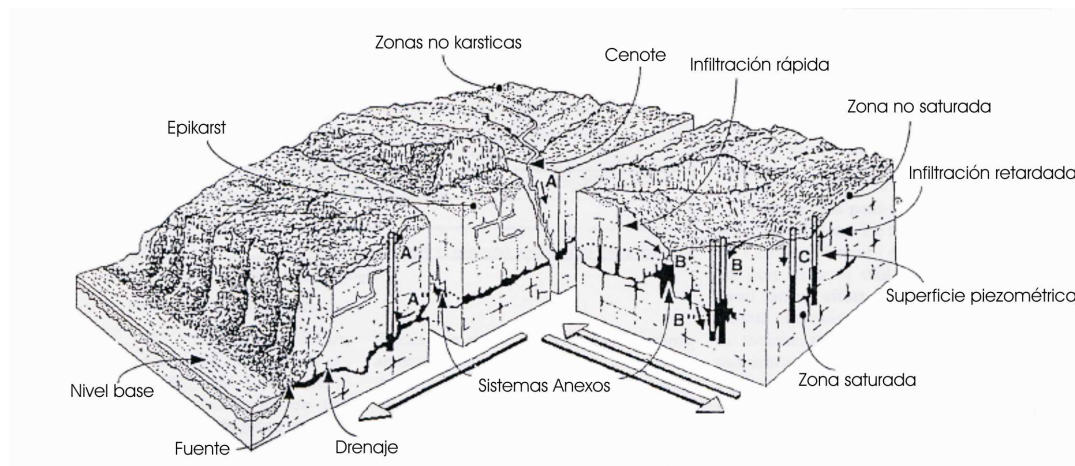 Zonas no karsticas
Cenote
Infiltración rápida
Zona no saturada
Epikarst
Infiltración retardada
A
A
B
B
C
A''
B''
Superficie piezométrica
Nivel base
Sistemas Anexos
Zona saturada
Fuente
Drenaje